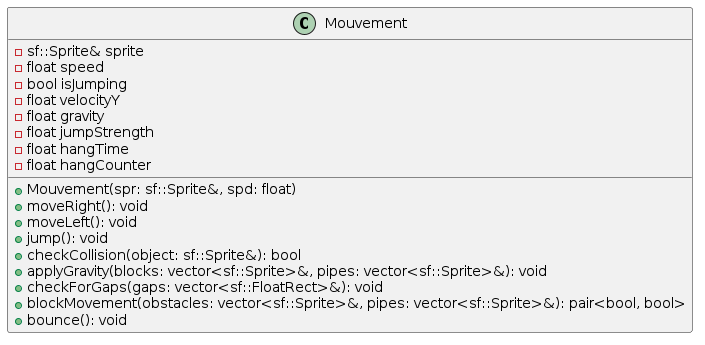 C Mouvement
sf::Sprite& sprite
float speed
bool isJumping
float velocityY
float gravity
float jumpStrength
float hangTime
float hangCounter
Mouvement(spr: sf::Sprite&, spd: float)
moveRight(): void
moveLeft(): void
jump(): void
checkCollision(object: sf::Sprite&): bool
applyGravity(blocks: vector<sf::Sprite>&, pipes: vector<sf::Sprite>&): void
checkForGaps(gaps: vector<sf::FloatRect>&): void
blockMovement(obstacles: vector<sf::Sprite>&, pipes: vector<sf::Sprite>&): pair<bool, bool>
bounce(): void